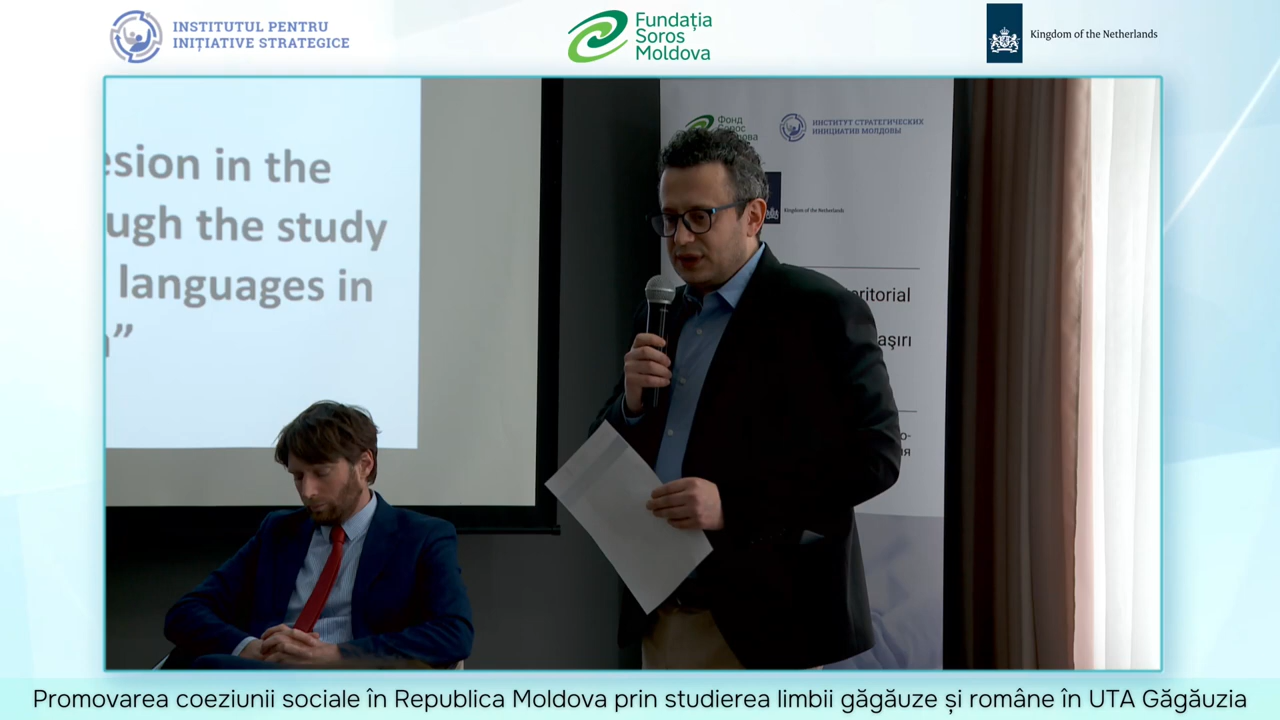 INSTITUTUL PENTRU
INIȚIATIVE STRATEGICE
Fundația
Soros
Moldova
Kingdom of the Netherlands
esion in the
ugh the study
languages in
”
Фонд
ИНСТИТУТ СТРАТЕГИЧЕСКИХ
ИНИЦИАТИВ МОЛДОВЫ
Kingdom of the Netherlands
eritorial
aşırı
Promovarea coeziunii sociale în Republica Moldova prin studierea limbii găgăuze și române în UTA Găgăuzia